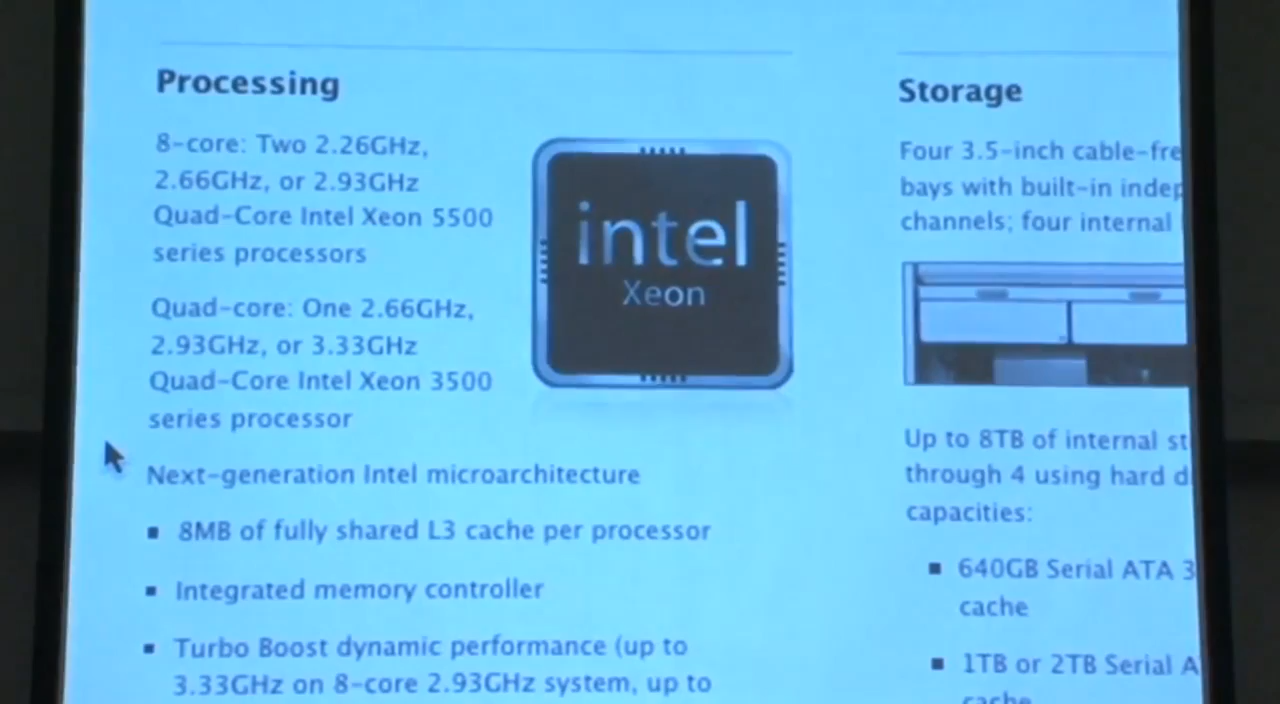 Processing
8-core: Two 2.26GHz,
2.66GHz, or 2.93GHz
Quad-Core Intel Xeon 5500
series processors
Quad-core: One 2.66GHz,
2.93GHz, or 3.33GHz
Quad-Core Intel Xeon 3500
series processor
intel
Xeon
Next-generation Intel microarchitecture
8MB of fully shared L3 cache per processor
Integrated memory controller
Turbo Boost dynamic performance (up to
3.33GHz on 8-core 2.93GHz system, up to
Storage
Four 3.5-inch cable-fre
bays with built-in indep
channels; four internal
Up to 8TB of internal st
through 4 using hard d
capacities:
640GB Serial ATA 3
cache
1TB or 2TB Serial A
cache